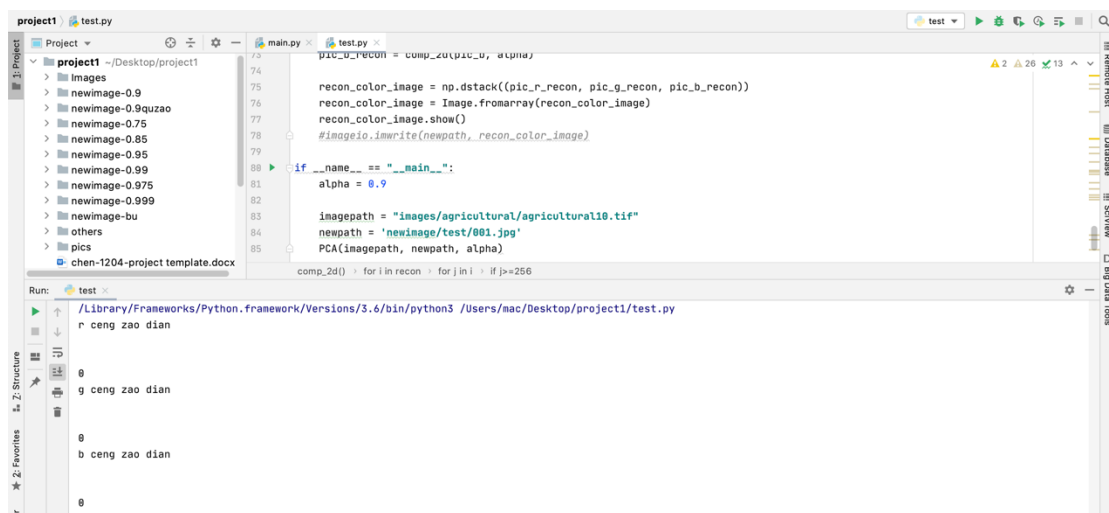 project1 test.py
test
Project
main.py
test.py
1: Project
project1 ~/Desktop/project1
Images
newimage-0.9
newimage-0.9quzao
newimage-0.75
newimage-0.85
newimage-0.95
newimage-0.99
newimage-0.975
newimage-0.999
newimage-bu
others
pics
chen-1204-project template.docx
73 pic_b_recon = comp_2d(pic_b, alpha)
74
75 recon_color_image = np.dstack((pic_r_recon, pic_g_recon, pic_b_recon))
76 recon_color_image = Image.fromarray(recon_color_image)
77 recon_color_image.show()
78 #imageio.imwrite(newpath, recon_color_image)
79
80 if __name__ == "__main__":
81 alpha = 0.9
82
83 imagepath = "images/agricultural/agricultural10.tif"
84 newpath = 'newimage/test/001.jpg'
85 PCA(imagepath, newpath, alpha)
2 26 13
comp_2d() › for i in recon › for j in i › if j>=256
Remote Host
Database
SciView
Big Data Tools
Run: test
/Library/Frameworks/Python.framework/Versions/3.6/bin/python3 /Users/mac/Desktop/project1/test.py
r ceng zao dian
0
g ceng zao dian
0
b ceng zao dian
0
Z: Structure
2: Favorites